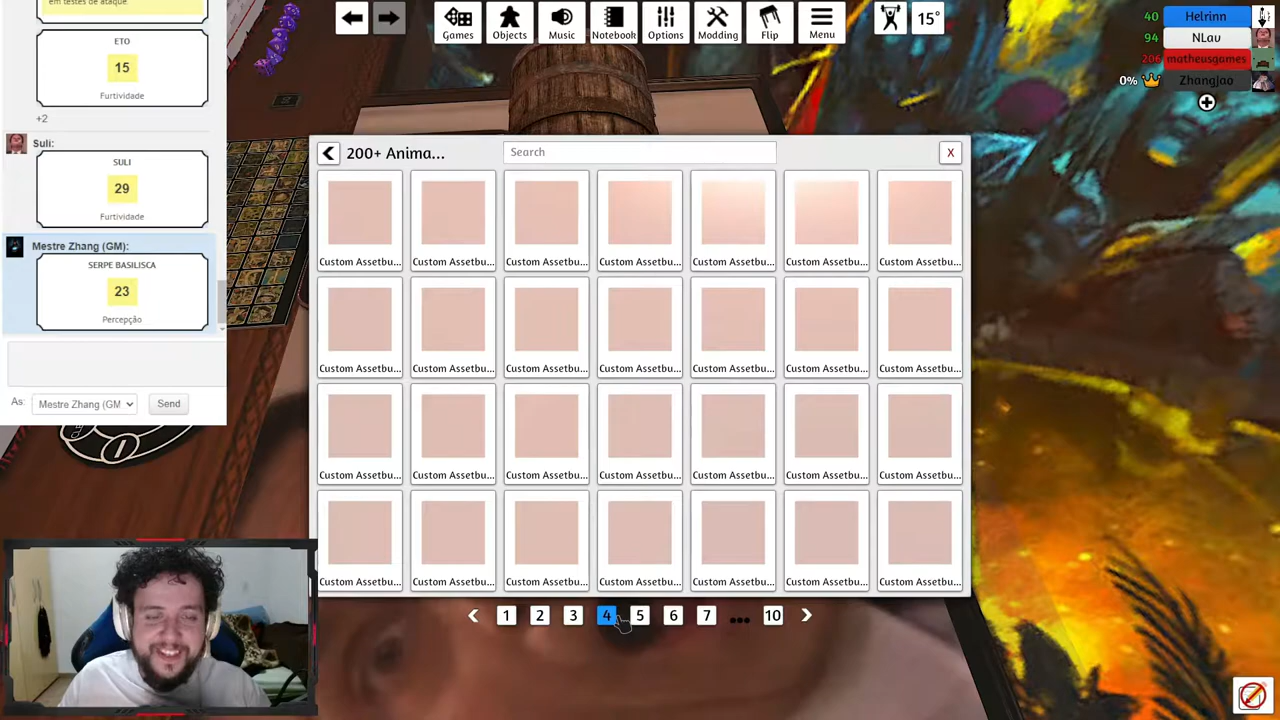 em testes de ataque
ETO
15
Furtividade
+2
Suli:
SULI
29
Furtividade
Mestre Zhang (GM):
SERPE BASILISCA
23
Percepção
As:
Mestre Zhang (GM
Send
Games
Objects
Music
Notebook
Options
Modding
Flip
Menu
15°
40 Helrinn
94 NLau
206 matheusgames
0% Zhangjao
200+ Anima...
Search
X
Custom Assetbu... Custom Assetbu... Custom Assetbu... Custom Assetbu... Custom Assetbu... Custom Assetbu... Custom Assetbu...
Custom Assetbu... Custom Assetbu... Custom Assetbu... Custom Assetbu... Custom Assetbu... Custom Assetbu... Custom Assetbu...
Custom Assetbu... Custom Assetbu... Custom Assetbu... Custom Assetbu... Custom Assetbu... Custom Assetbu... Custom Assetbu...
Custom Assetbu... Custom Assetbu... Custom Assetbu... Custom Assetbu... Custom Assetbu... Custom Assetbu... Custom Assetbu...
1 2 3 4 5 6 7 ... 10